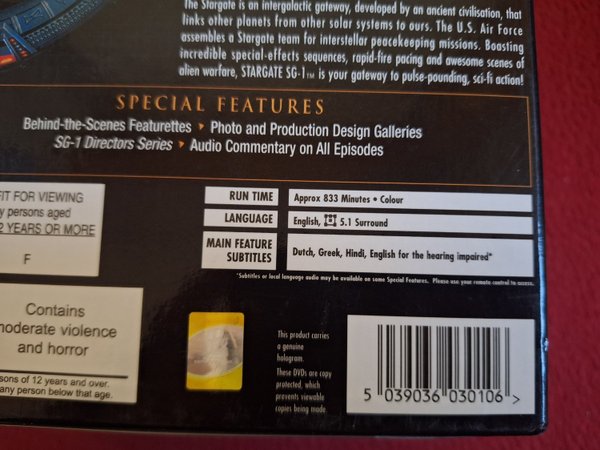 The Stargate is an intergalactic gateway, developed by an ancient civilisation, that
links other planets from other solar systems to ours. The U.S. Air Force
assembles a Stargate team for interstellar peacekeeping missions. Boasting
incredible special-effects sequences, rapid-fire pacing and awesome scenes of
alien warfare, STARGATE SG-1™ is your gateway to pulse-pounding, sci-fi action!
SPECIAL FEATURES
Behind-the-Scenes Featurettes ▸ Photo and Production Design Galleries
SG-1 Directors Series ▸ Audio Commentary on All Episodes
FIT FOR VIEWING
y persons aged
2 YEARS OR MORE
F
RUN TIME
Approx 833 Minutes • Colour
LANGUAGE
English, 5.1 Surround
MAIN FEATURE
SUBTITLES
Dutch, Greek, Hindi, English for the hearing impaired*
*Subtitles or local language audio may be available on some Special Features. Please use your remote control to access.
Contains
moderate violence
and horror
sons of 12 years and over.
any person below that age.
This product carries
a genuine
hologram.
These DVDs are copy
protected, which
prevents viewable
copies being made.
5 039036 030106 >